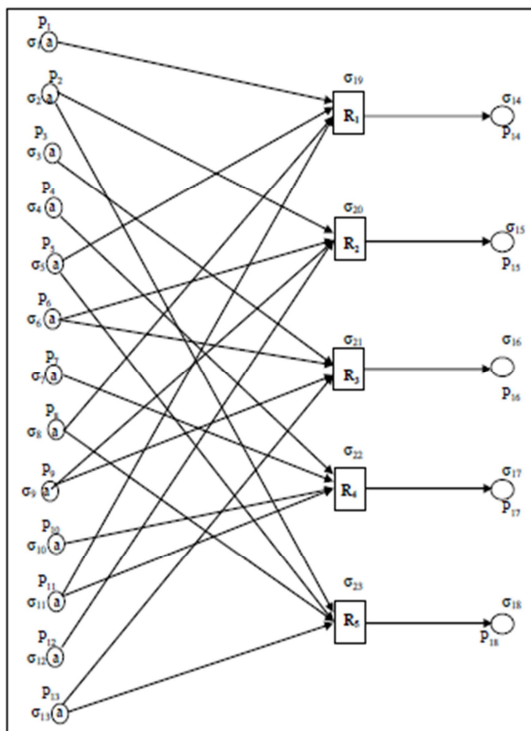 p1
σ1 a
p2
σ2 a
p3
σ3 a
p4
σ4 a
p5
σ5 a
p6
σ6 a
p7
σ7 a
p8
σ8 a
p9
σ9 a
p10
σ10 a
p11
σ11 a
p12
σ12 a
p13
σ13 a
σ19
R1
σ20
R2
σ21
R3
σ22
R4
σ23
R5
σ14
p14
σ15
p15
σ16
p16
σ17
p17
σ18
p18